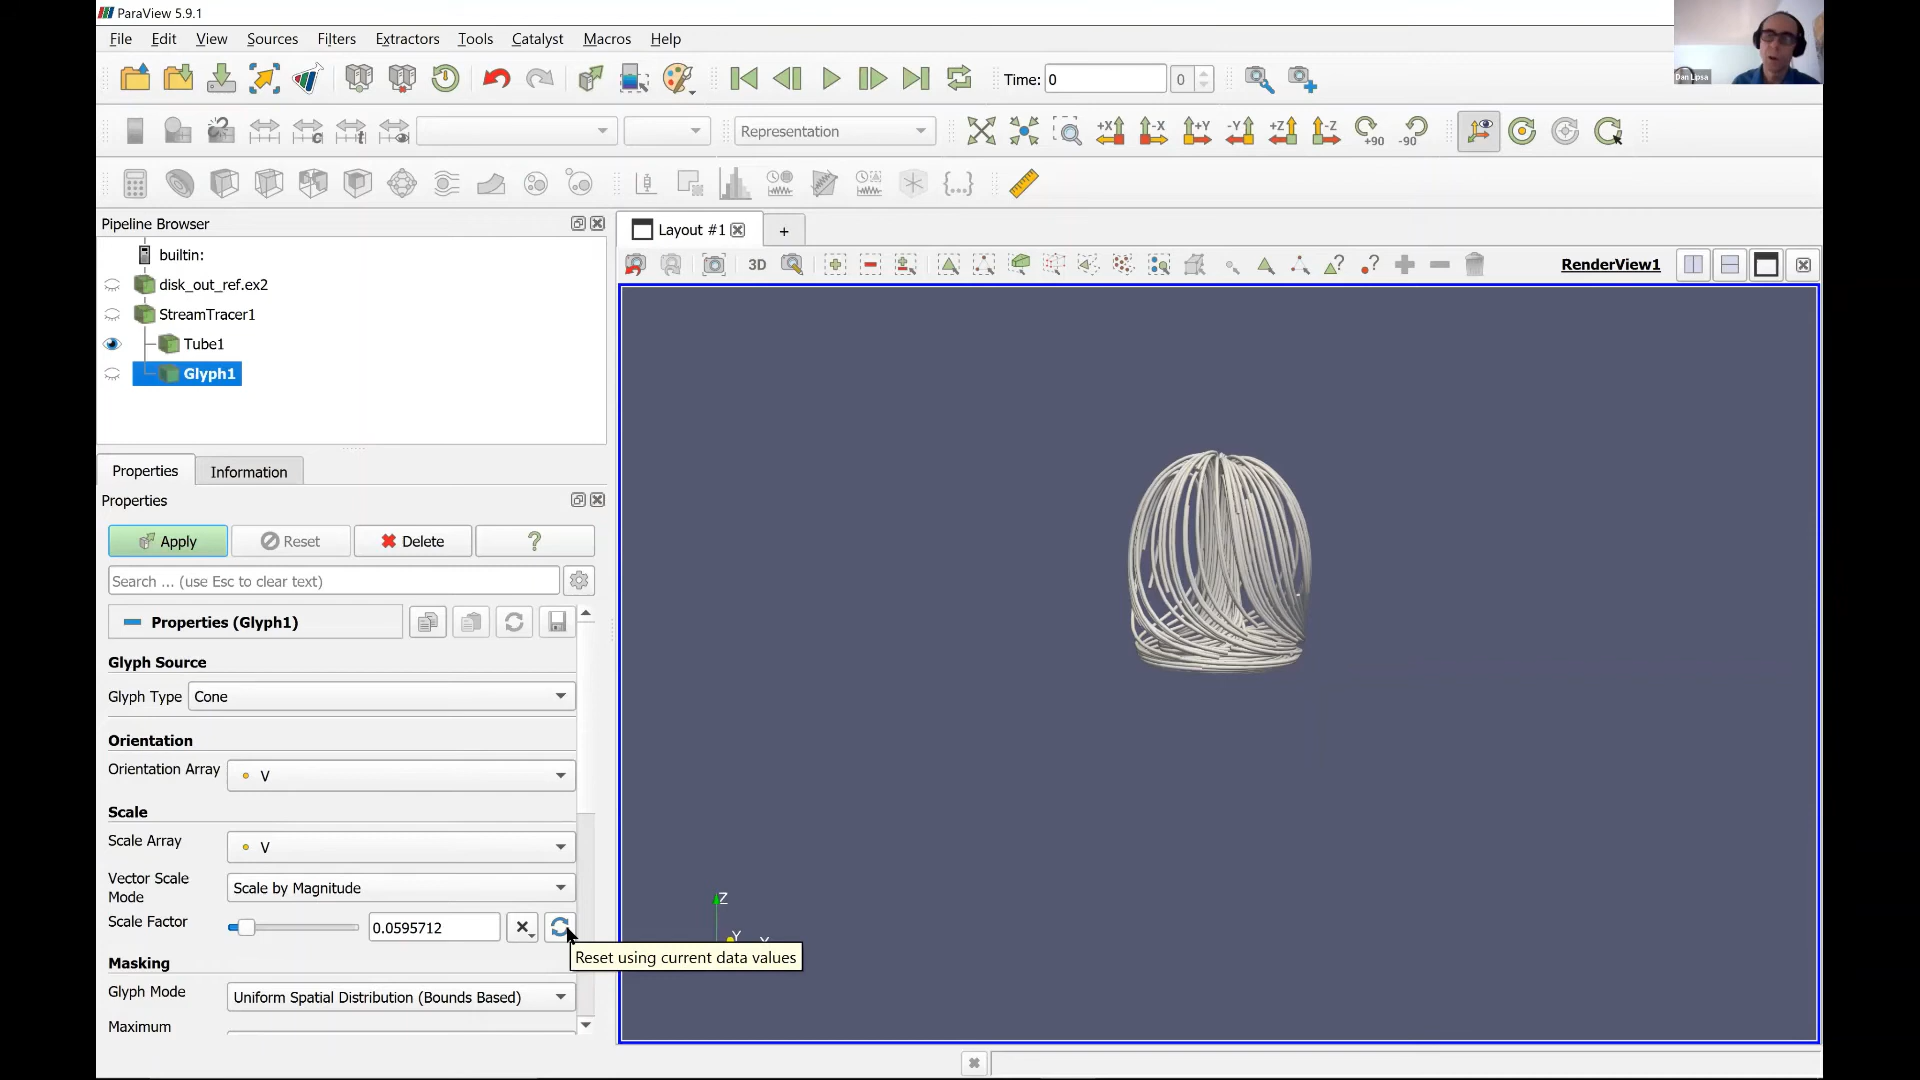 ParaView 5.9.1
File Edit View Sources Filters Extractors Tools Catalyst Macros Help
Time: 0 0
Dan Lipsa
Representation
+X -X +Y -Y +Z -Z +90 -90
Pipeline Browser
Layout #1 +
builtin:
3D
RenderView1
disk_out_ref.ex2
StreamTracer1
Tube1
Glyph1
Properties Information
Properties
Apply Reset Delete ?
Search ... (use Esc to clear text)
Properties (Glyph1)
Glyph Source
Glyph Type Cone
Orientation
Orientation Array V
Scale
Scale Array V
Vector Scale
Mode
Scale by Magnitude
Scale Factor 0.0595712
Reset using current data values
Masking
Glyph Mode Uniform Spatial Distribution (Bounds Based)
Maximum
Z
Y
X